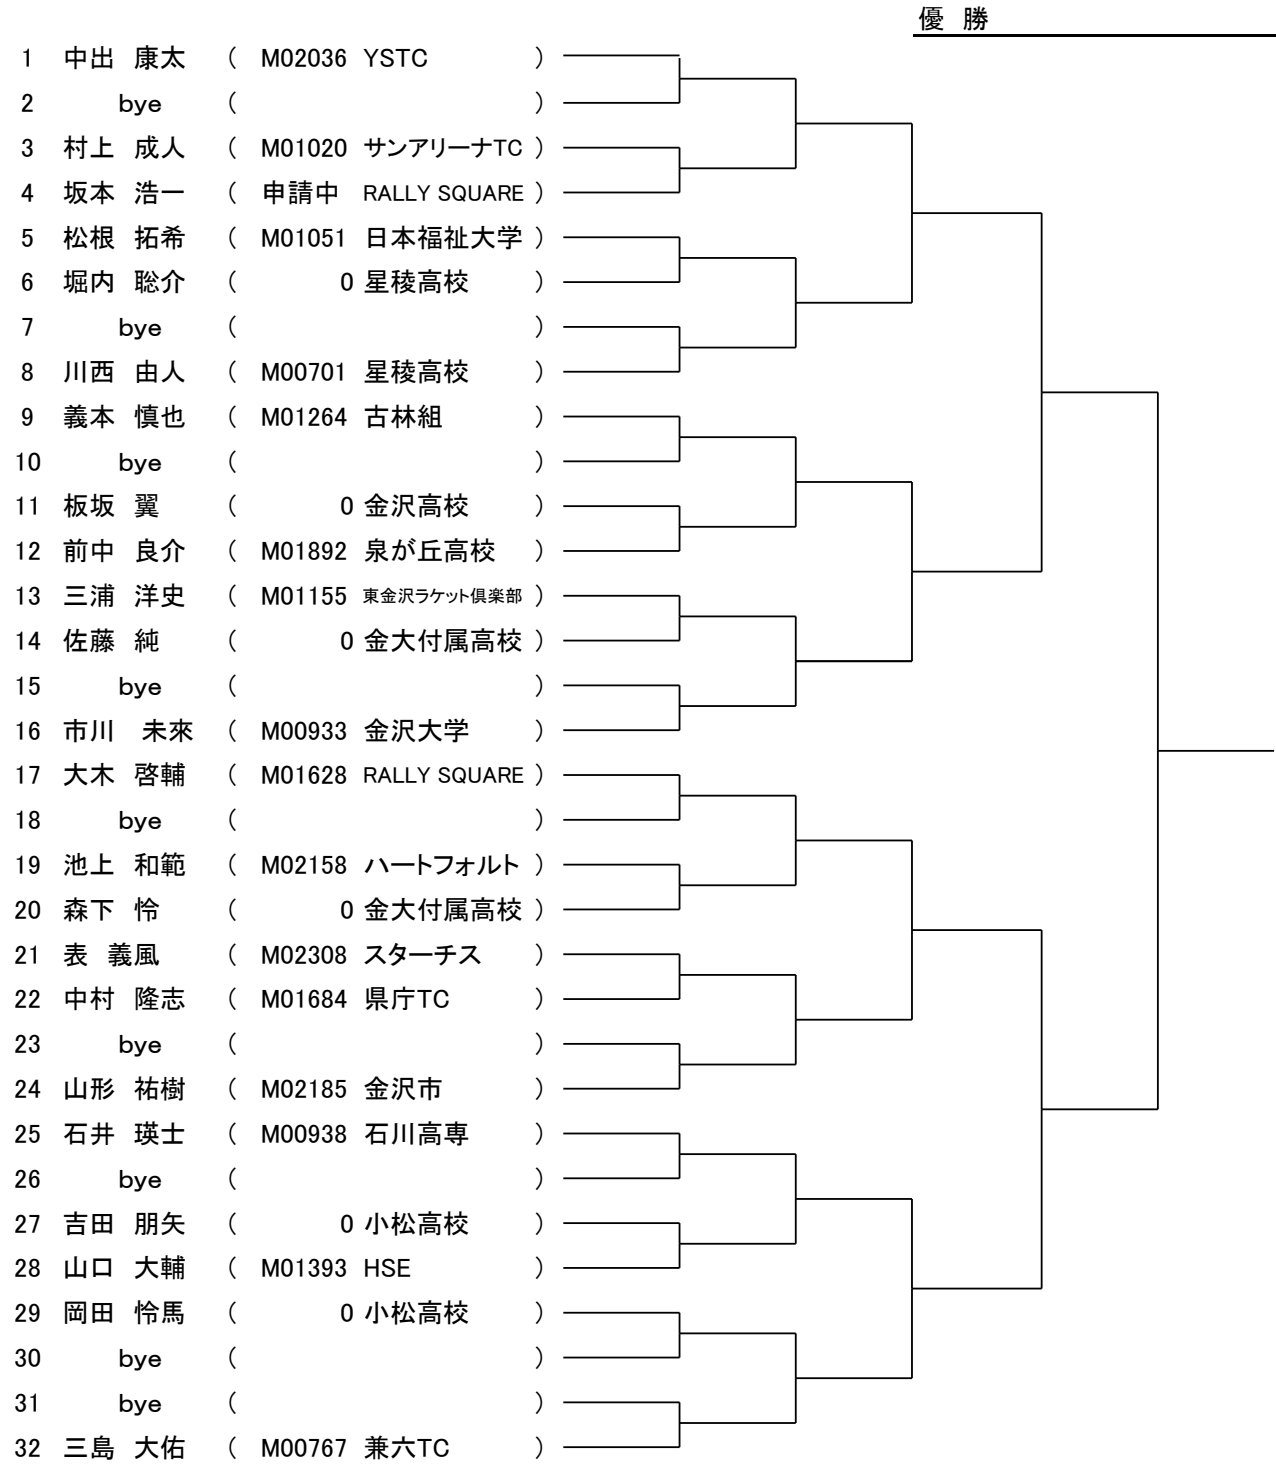 優 勝
1 中出 康太 ( M02036 YSTC )
2 bye ( )
3 村上 成人 ( M01020 サンアリーナTC )
4 坂本 浩一 ( 申請中 RALLY SQUARE )
5 松根 拓希 ( M01051 日本福祉大学 )
6 堀内 聡介 ( 0 星稜高校 )
7 bye ( )
8 川西 由人 ( M00701 星稜高校 )
9 義本 慎也 ( M01264 古林組 )
10 bye ( )
11 板坂 翼 ( 0 金沢高校 )
12 前中 良介 ( M01892 泉が丘高校 )
13 三浦 洋史 ( M01155 東金沢ラケット倶楽部 )
14 佐藤 純 ( 0 金大付属高校 )
15 bye ( )
16 市川 未來 ( M00933 金沢大学 )
17 大木 啓輔 ( M01628 RALLY SQUARE )
18 bye ( )
19 池上 和範 ( M02158 ハートフォルト )
20 森下 怜 ( 0 金大付属高校 )
21 表 義風 ( M02308 スターチス )
22 中村 隆志 ( M01684 県庁TC )
23 bye ( )
24 山形 祐樹 ( M02185 金沢市 )
25 石井 瑛士 ( M00938 石川高専 )
26 bye ( )
27 吉田 朋矢 ( 0 小松高校 )
28 山口 大輔 ( M01393 HSE )
29 岡田 怜馬 ( 0 小松高校 )
30 bye ( )
31 bye ( )
32 三島 大佑 ( M00767 兼六TC )